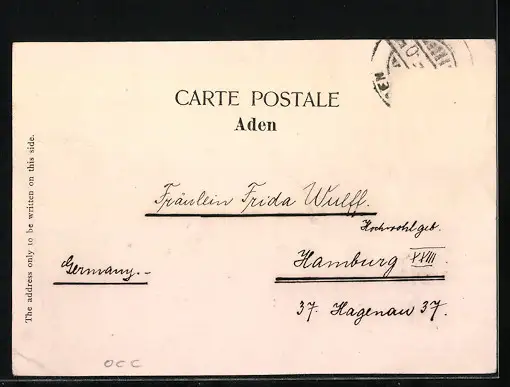 CARTE POSTALE
Aden
The address only to be written on this side.
Fräulein Frida Wulff.
Hochwohlgeb.
Hamburg XXIII
Germany.-
37. Hagenau 37.
OCC